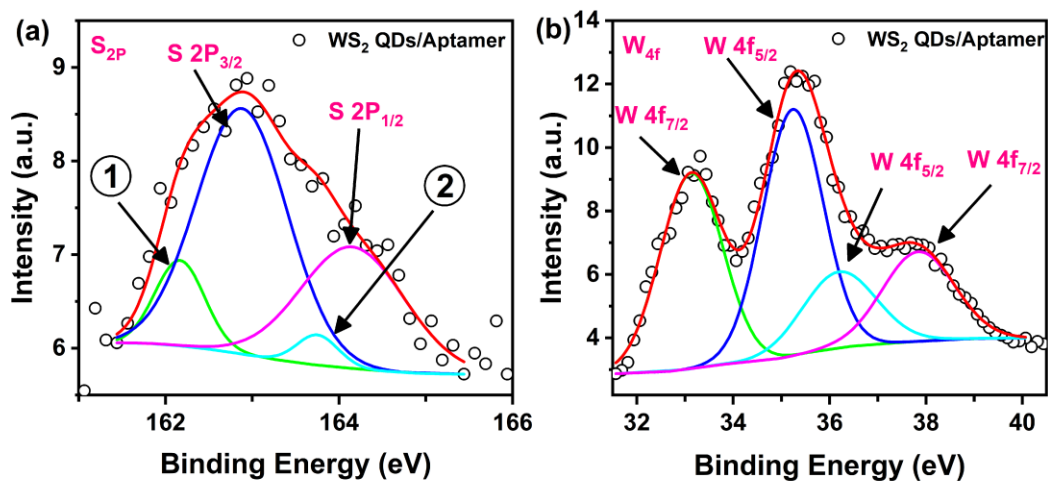 (a)
S2P
S 2P3/2
WS2 QDs/Aptamer
S 2P1/2
1
2
9
8
7
6
Intensity (a.u.)
162
164
166
Binding Energy (eV)
(b)
W4f
W 4f5/2
WS2 QDs/Aptamer
W 4f7/2
W 4f5/2
W 4f7/2
14
12
10
8
6
4
Intensity (a.u.)
32
34
36
38
40
Binding Energy (eV)